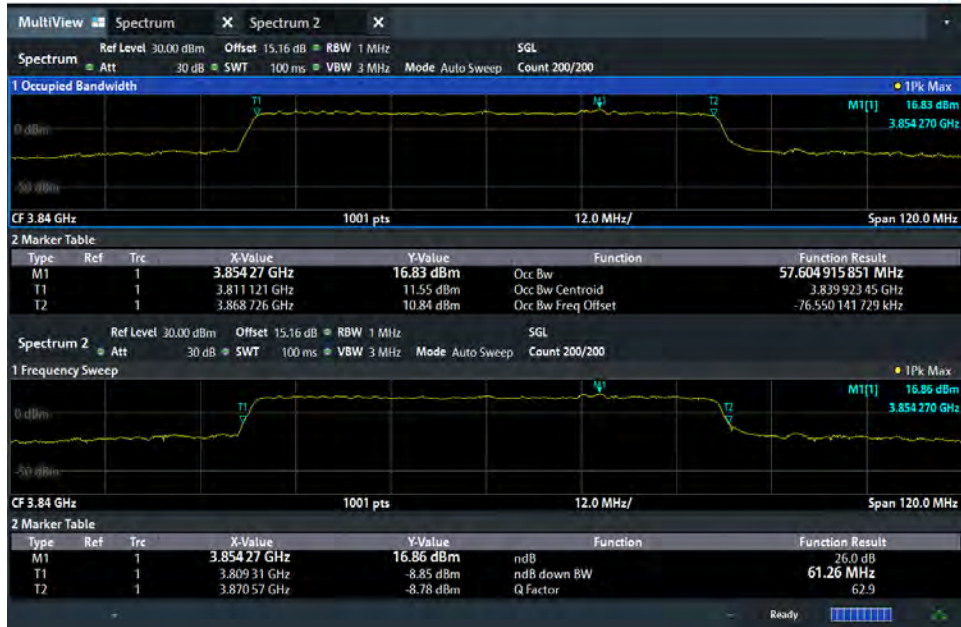 MultiView Spectrum X Spectrum 2 X
Ref Level 30.00 dBm Offset 15.16 dB RBW 1 MHz SGL
Spectrum Att 30 dB SWT 100 ms VBW 3 MHz Mode Auto Sweep Count 200/200
1 Occupied Bandwidth 1Pk Max
T1 M1 T2 M1[1] 16.83 dBm
0 dBm 3.854 270 GHz
-50 dBm
CF 3.84 GHz 1001 pts 12.0 MHz/ Span 120.0 MHz
2 Marker Table
Type Ref Trc X-Value Y-Value Function Function Result
M1 1 3.854 27 GHz 16.83 dBm Occ Bw 57.604 915 851 MHz
T1 1 3.811 121 GHz 11.55 dBm Occ Bw Centroid 3.839 923 45 GHz
T2 1 3.868 726 GHz 10.84 dBm Occ Bw Freq Offset -76.550 141 729 kHz
Ref Level 30.00 dBm Offset 15.16 dB RBW 1 MHz SGL
Spectrum 2 Att 30 dB SWT 100 ms VBW 3 MHz Mode Auto Sweep Count 200/200
1 Frequency Sweep 1Pk Max
M1 M1[1] 16.86 dBm
T1 T2 3.854 270 GHz
0 dBm
-50 dBm
CF 3.84 GHz 1001 pts 12.0 MHz/ Span 120.0 MHz
2 Marker Table
Type Ref Trc X-Value Y-Value Function Function Result
M1 1 3.854 27 GHz 16.86 dBm ndB 26.0 dB
T1 1 3.809 31 GHz -8.85 dBm ndB down BW 61.26 MHz
T2 1 3.870 57 GHz -8.78 dBm Q Factor 62.9
Ready